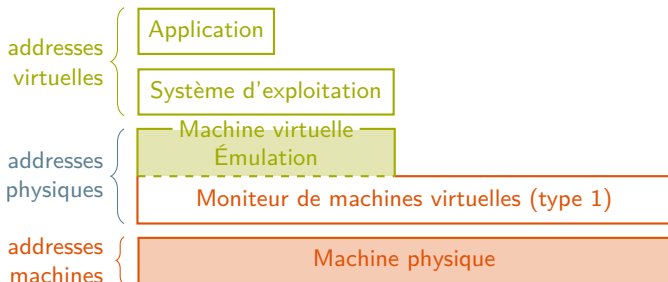 Application
addresses
virtuelles
Système d'exploitation
Machine virtuelle
Émulation
addresses
physiques
Moniteur de machines virtuelles (type 1)
addresses
machines
Machine physique